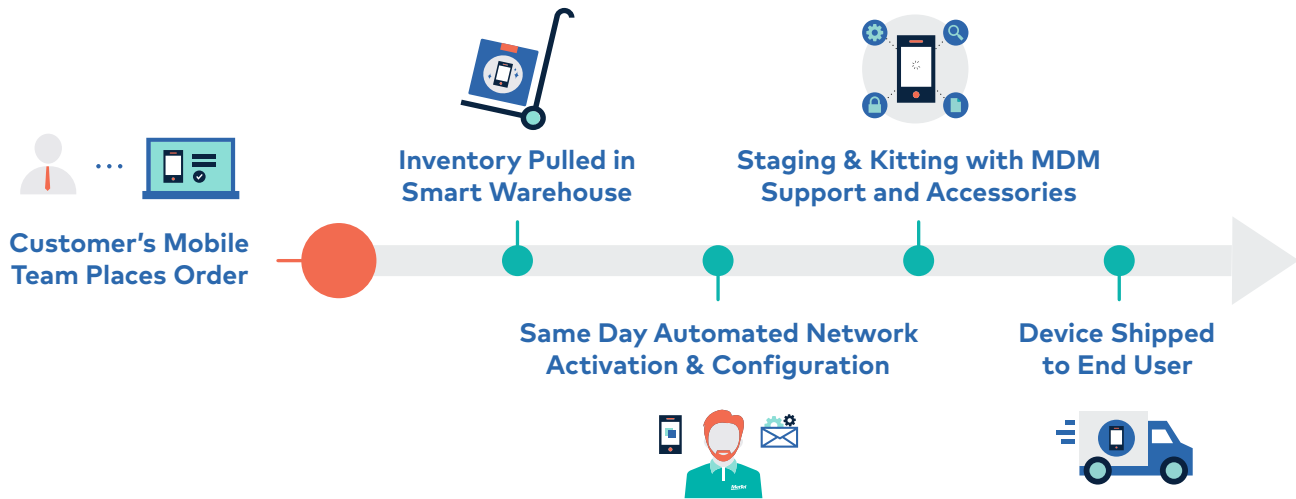 Customer's Mobile
Team Places Order
Inventory Pulled in
Smart Warehouse
Same Day Automated Network
Activation & Configuration
Staging & Kitting with MDM
Support and Accessories
Device Shipped
to End User